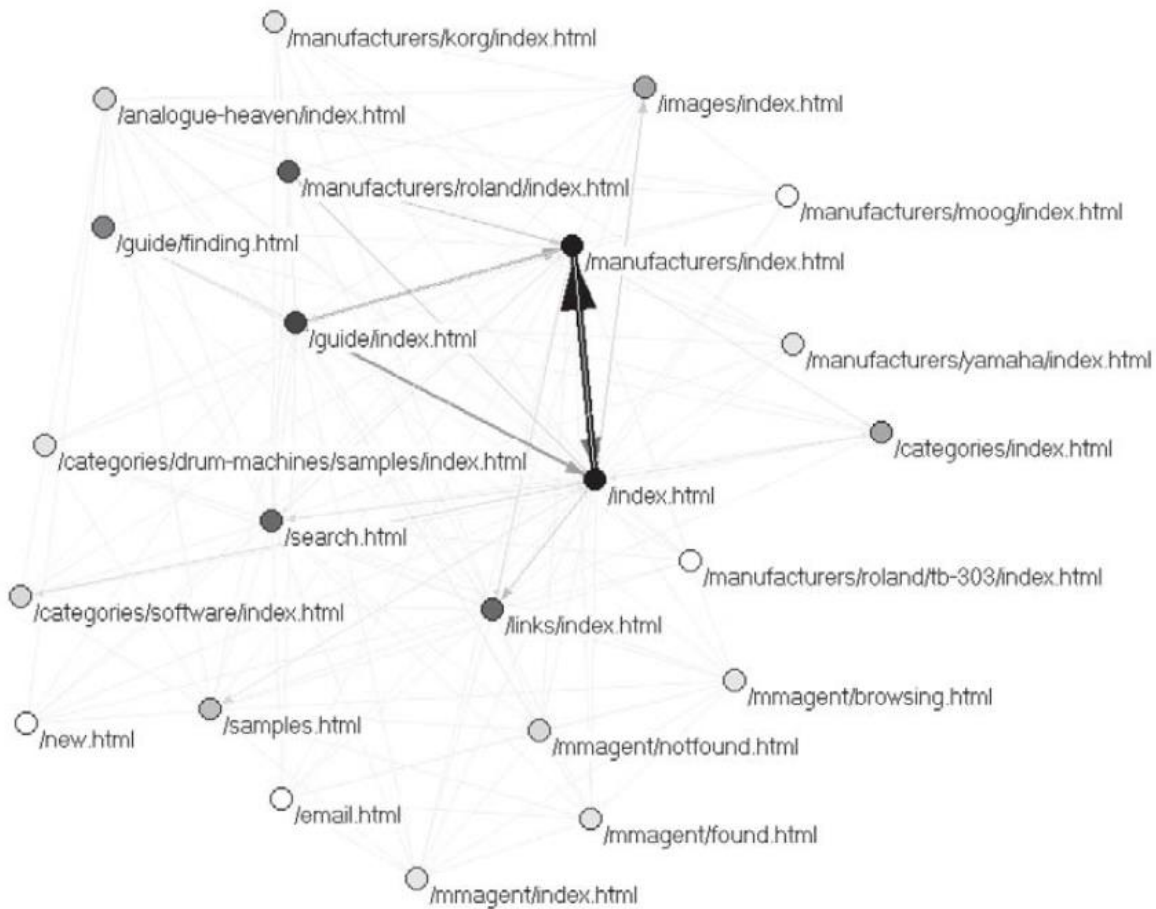 /manufacturers/korg/index.html
/images/index.html
/analogue-heaven/index.html
/manufacturers/roland/index.html
/manufacturers/moog/index.html
/guide/finding.html
/manufacturers/index.html
/guide/index.html
/manufacturers/yamaha/index.html
/categories/index.html
/categories/drum-machines/samples/index.html
/index.html
/search.html
/manufacturers/roland/tb-303/index.html
/categories/software/index.html
/links/index.html
/mmagent/browsing.html
/samples.html
/new.html
/mmagent/notfound.html
/email.html
/mmagent/found.html
/mmagent/index.html